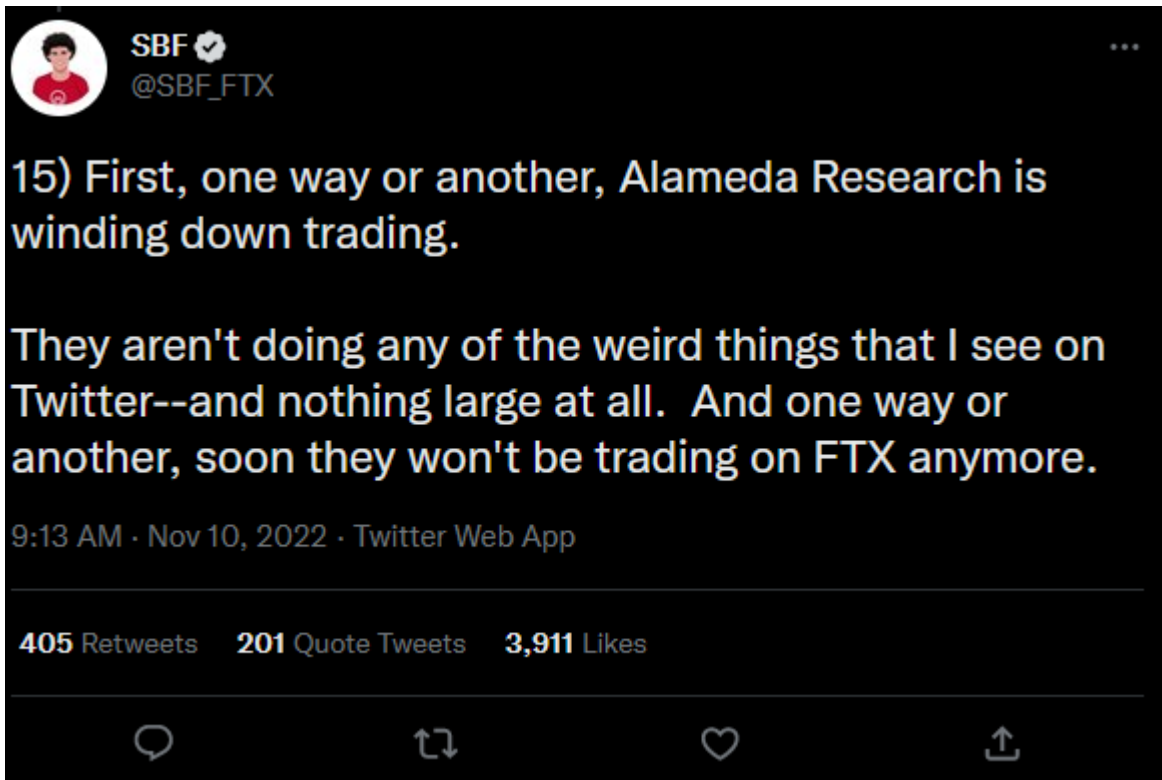 SBF
@SBF_FTX
15) First, one way or another, Alameda Research is
winding down trading.
They aren't doing any of the weird things that I see on
Twitter--and nothing large at all.  And one way or
another, soon they won't be trading on FTX anymore.
9:13 AM · Nov 10, 2022 · Twitter Web App
405 Retweets 201 Quote Tweets 3,911 Likes